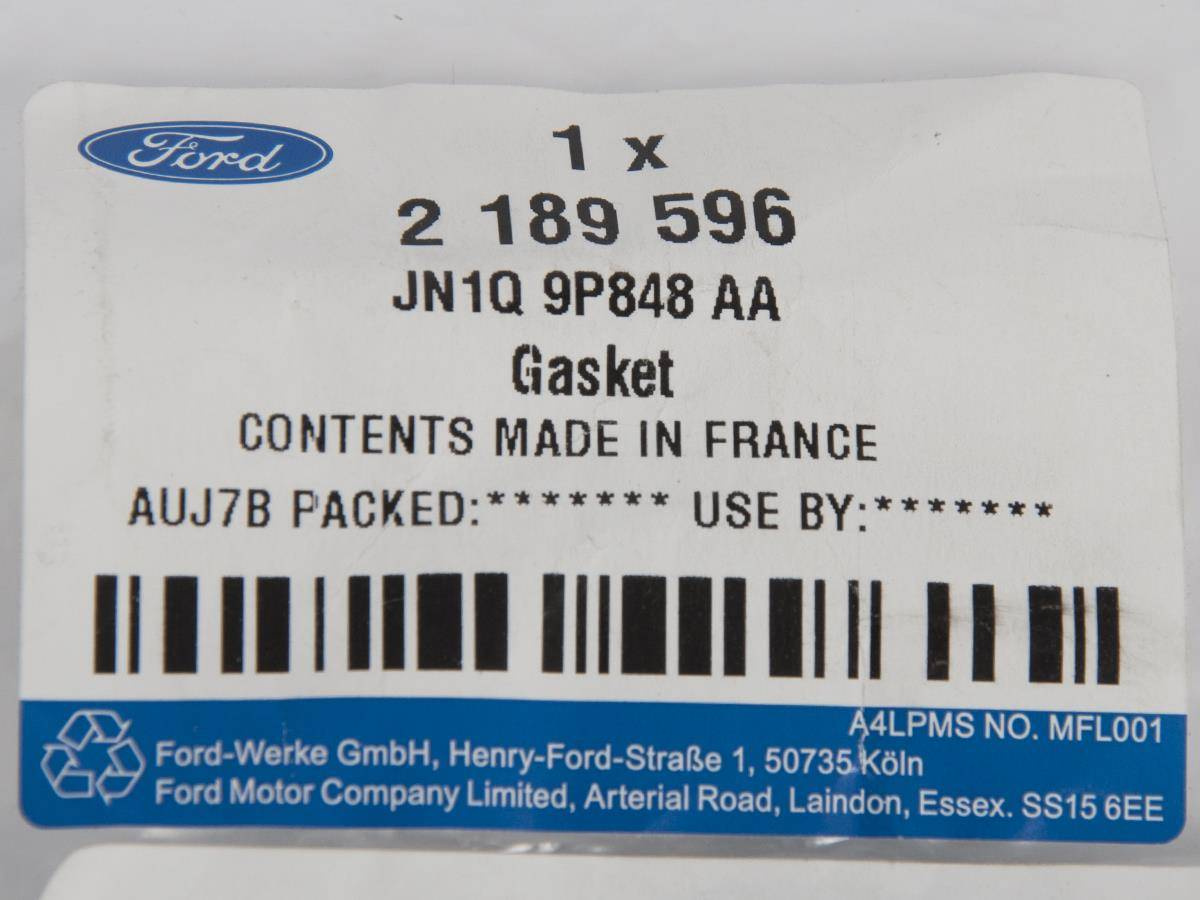 Ford
1 x
2 189 596
JN1Q 9P848 AA
Gasket
CONTENTS MADE IN FRANCE
AUJ7B PACKED:******* USE BY:*******
A4LPMS NO. MFL001
Ford-Werke GmbH, Henry-Ford-Straße 1, 50735 Köln
Ford Motor Company Limited, Arterial Road, Laindon, Essex. SS15 6EE